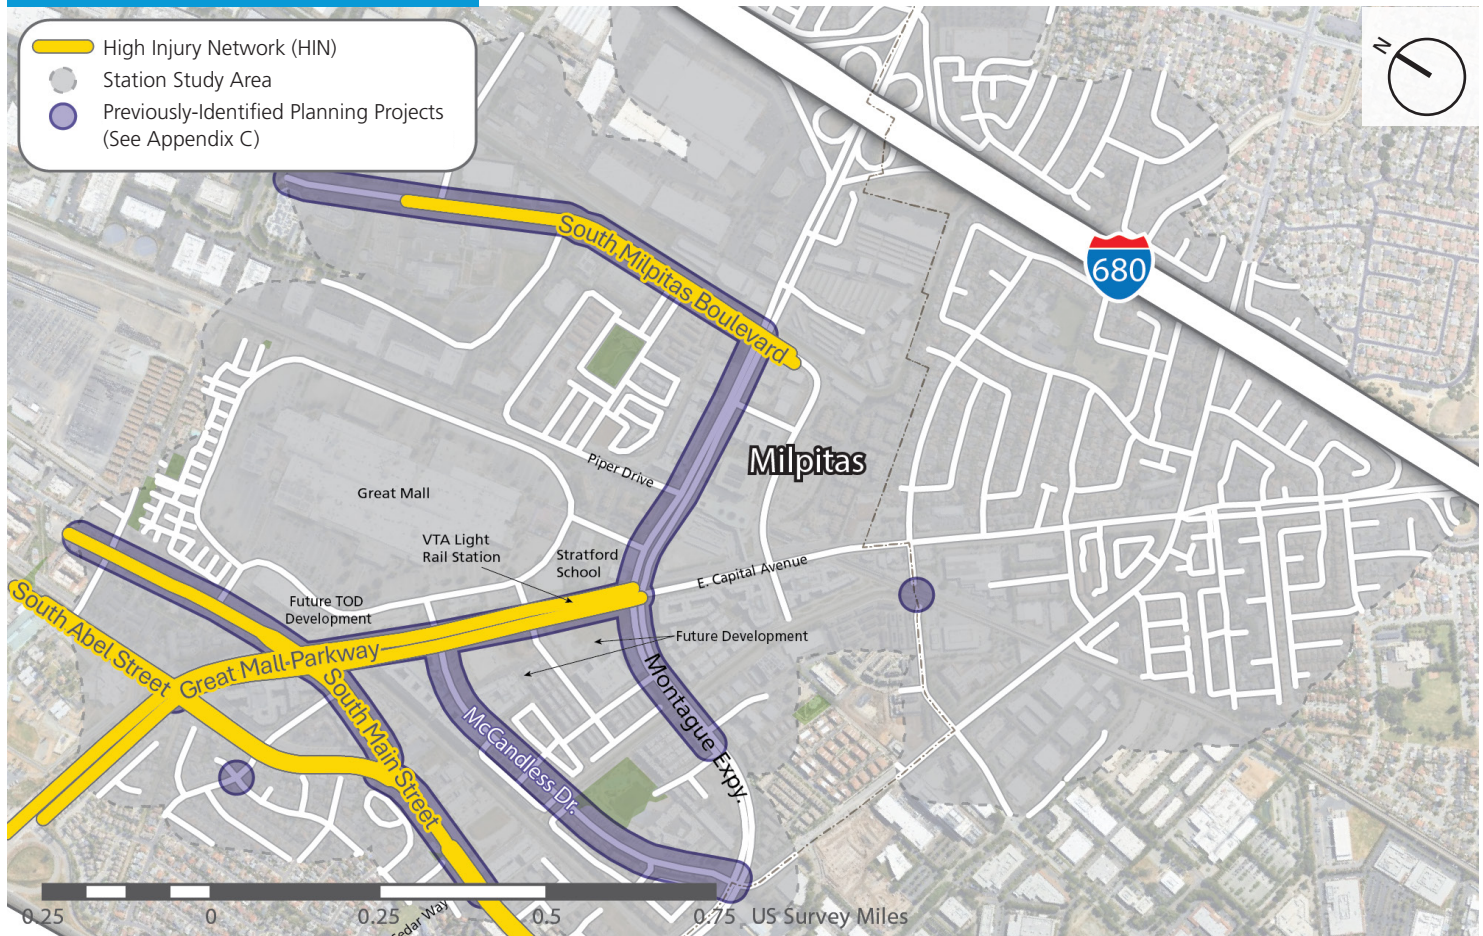 High Injury Network (HIN)
Station Study Area
Previously-Identified Planning Projects
(See Appendix C)
N
680
South Milpitas Boulevard
Milpitas
Piper Drive
Great Mall
VTA Light
Rail Station
Stratford
School
E. Capital Avenue
Future TOD
Development
South Abel Street
Great Mall Parkway
Future Development
South Main Street
McCandless Dr.
Montague Expy.
0.25
0
0.25
0.5
0.75
US Survey Miles
Cedar Way